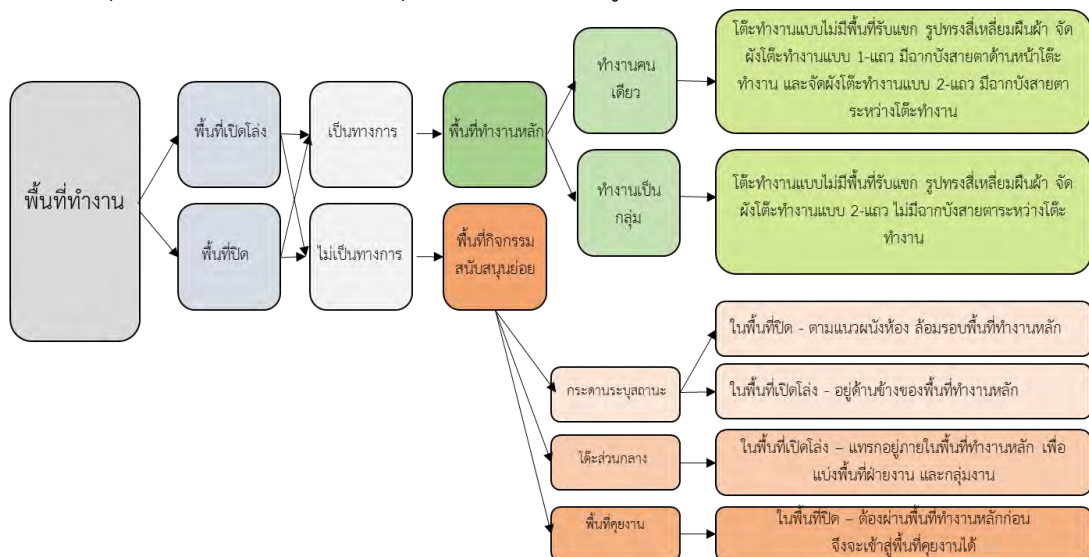 พื้นที่ทำงาน
พื้นที่เปิดโล่ง
พื้นที่ปิด
เป็นทางการ
ไม่เป็นทางการ
พื้นที่ทำงานหลัก
พื้นที่กิจกรรม
สนับสนุนย่อย
ทำงานคน
เดียว
โต๊ะทำงานแบบไม่มีพื้นที่รับแขก รูปทรงสี่เหลี่ยมผืนผ้า จัด
ผังโต๊ะทำงานแบบ 1-แถว มีฉากบังสายตาด้านหน้าโต๊ะ
ทำงาน และจัดผังโต๊ะทำงานแบบ 2-แถว มีฉากบังสายตา
ระหว่างโต๊ะทำงาน
ทำงานเป็น
กลุ่ม
โต๊ะทำงานแบบไม่มีพื้นที่รับแขก รูปทรงสี่เหลี่ยมผืนผ้า จัด
ผังโต๊ะทำงานแบบ 2-แถว ไม่มีฉากบังสายตาระหว่างโต๊ะ
ทำงาน
กระดานระบุสถานะ
ในพื้นที่ปิด - ตามแนวผนังห้อง ล้อมรอบพื้นที่ทำงานหลัก
ในพื้นที่เปิดโล่ง - อยู่ด้านข้างของพื้นที่ทำงานหลัก
โต๊ะส่วนกลาง
ในพื้นที่เปิดโล่ง – แทรกอยู่ภายในพื้นที่ทำงานหลัก เพื่อ
แบ่งพื้นที่ฝ่ายงาน และกลุ่มงาน
พื้นที่คุยงาน
ในพื้นที่ปิด – ต้องผ่านพื้นที่ทำงานหลักก่อน
จึงจะเข้าสู่พื้นที่คุยงานได้